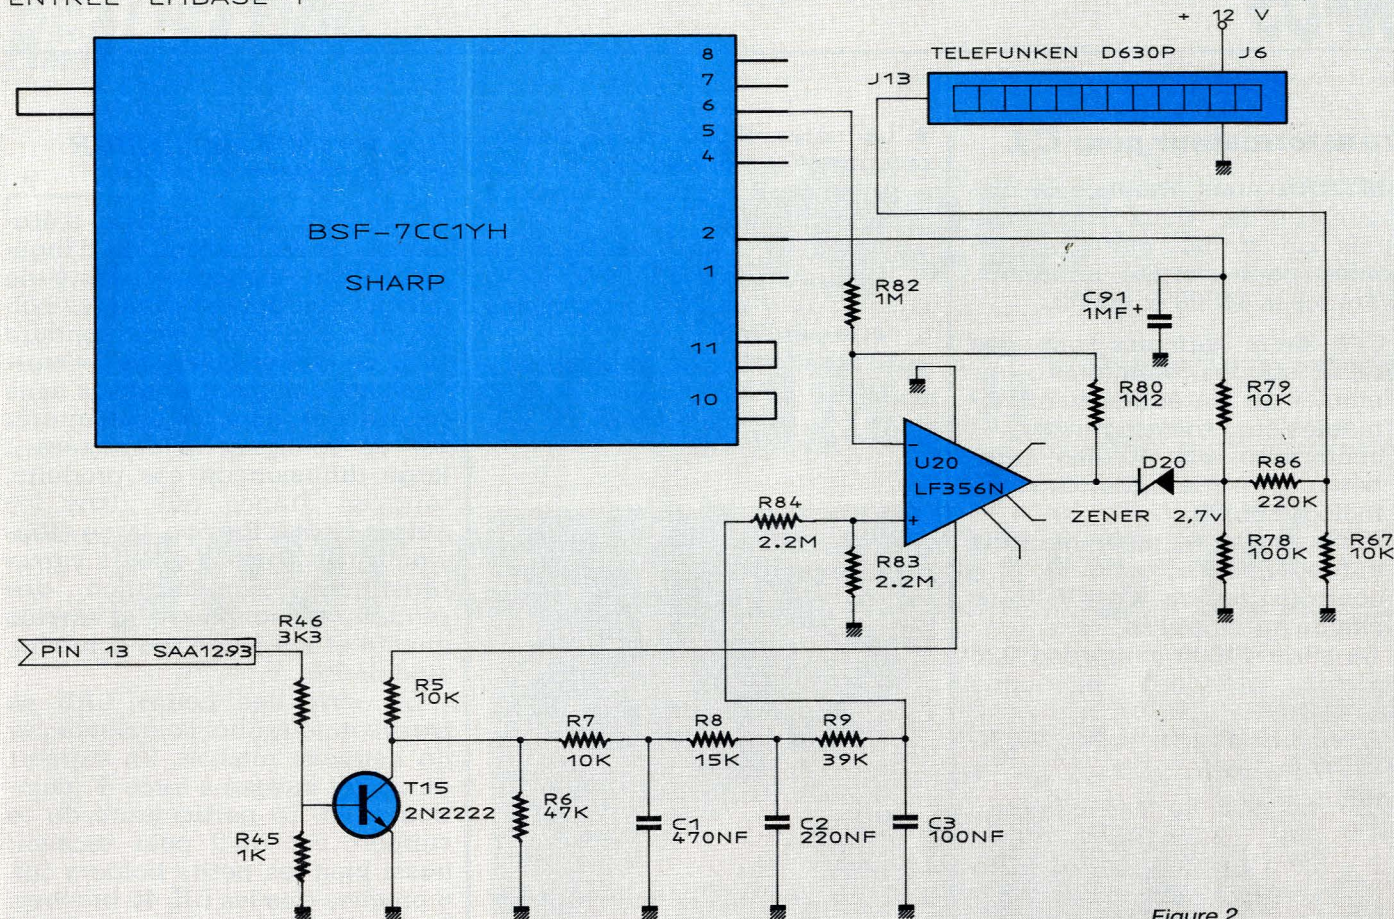 + 12 V
TELEFUNKEN D630P J6
J13
8
7
6
5
4
BSF-7CC1YH
2
SHARP
1
R82
1M
C91
1MF +
11
10
R80
1M2
R79
10K
-
U20
LF356N
D20
R86
220K
R84
2.2M
+
ZENER 2,7v
R78
100K
R67
10K
R83
2.2M
R46
3K3
PIN 13 SAA1293
R5
10K
R7
10K
R8
15K
R9
39K
T15
2N2222
R6
47K
R45
1K
C1
470NF
C2
220NF
C3
100NF
Figure 2